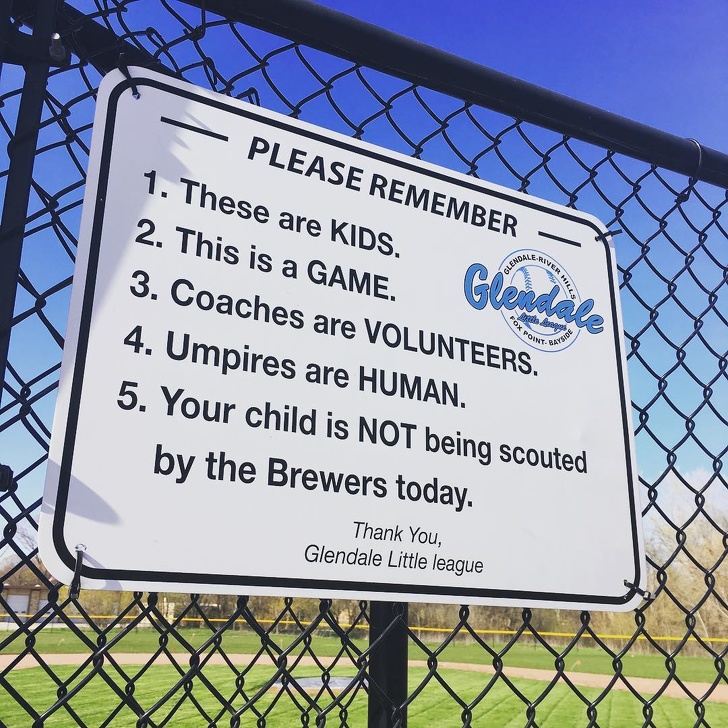 PLEASE REMEMBER
1. These are KIDS.
2. This is a GAME.
3. Coaches are VOLUNTEERS.
4. Umpires are HUMAN.
5. Your child is NOT being scouted
by the Brewers today.
Thank You,
Glendale Little league
GLENDALE-RIVER HILLS
Glendale
Little League
FOX POINT- BAYSIDE